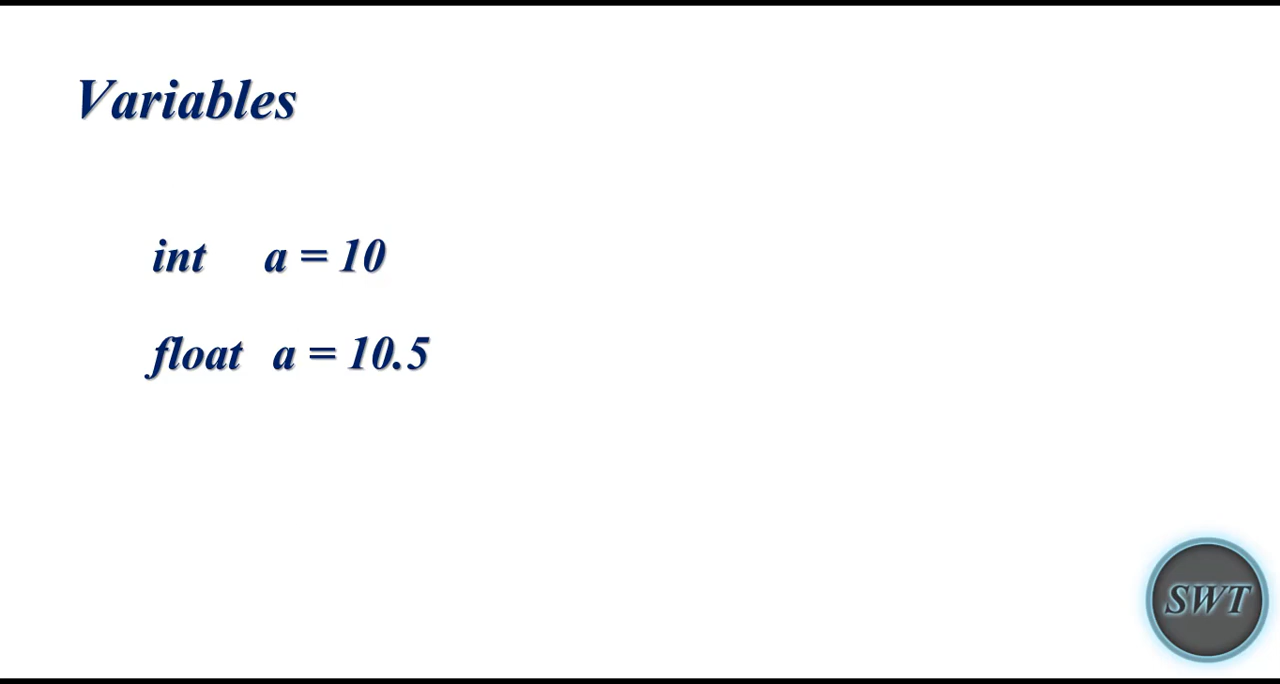 Variables
int a = 10
float a = 10.5
SWT